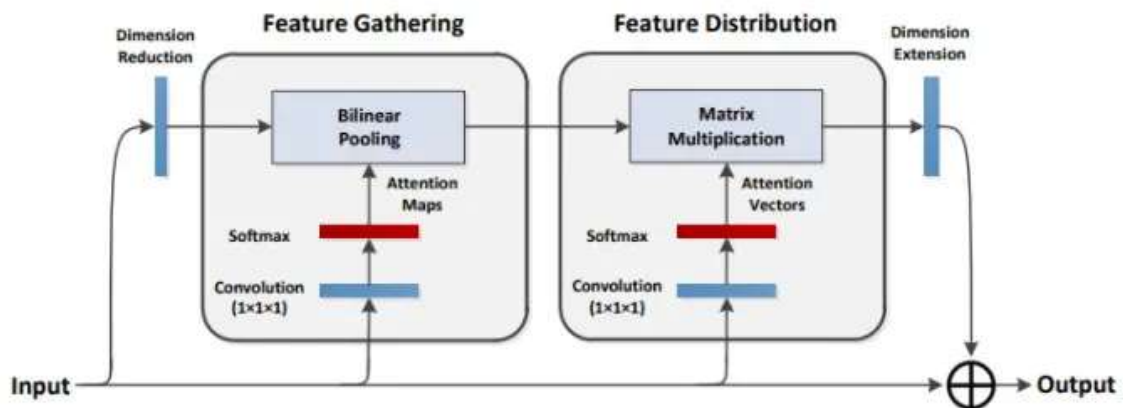 Feature Gathering
Feature Distribution
Dimension
Reduction
Dimension
Extension
Bilinear
Pooling
Matrix
Multiplication
Attention
Maps
Attention
Vectors
Softmax
Softmax
Convolution
(1×1×1)
Convolution
(1×1×1)
Input
Output